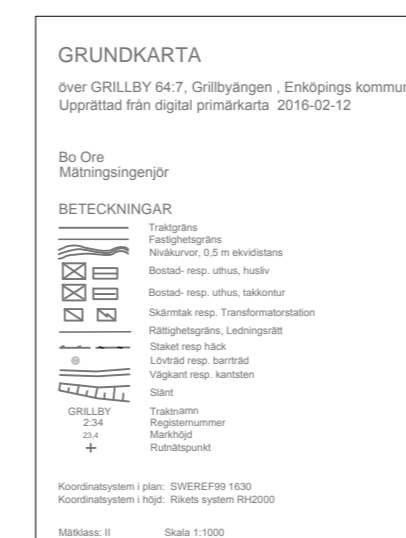 GRUNDKARTA
över GRILLBY 64:7, Grillbyängen , Enköpings kommun
Upprättad från digital primärkarta 2016-02-12
Bo Ore
Mätningsingenjör
BETECKNINGAR
Traktgräns
Fastighetsgräns
Nivåkurvor, 0,5 m ekvidistans
Bostad- resp. uthus, husliv
Bostad- resp. uthus, takkontur
Skärmtak resp. Transformatorstation
Rättighetsgräns, Ledningsrätt
Staket resp häck
Lövträd resp. barrträd
Vägkant resp. kantsten
Slänt
GRILLBY Traktnamn
2:34 Registernummer
23,4 Markhöjd
Rutnätspunkt
Koordinatsystem i plan: SWEREF99 1630
Koordinatsystem i höjd: Rikets system RH2000
Mätklass: II Skala 1:1000